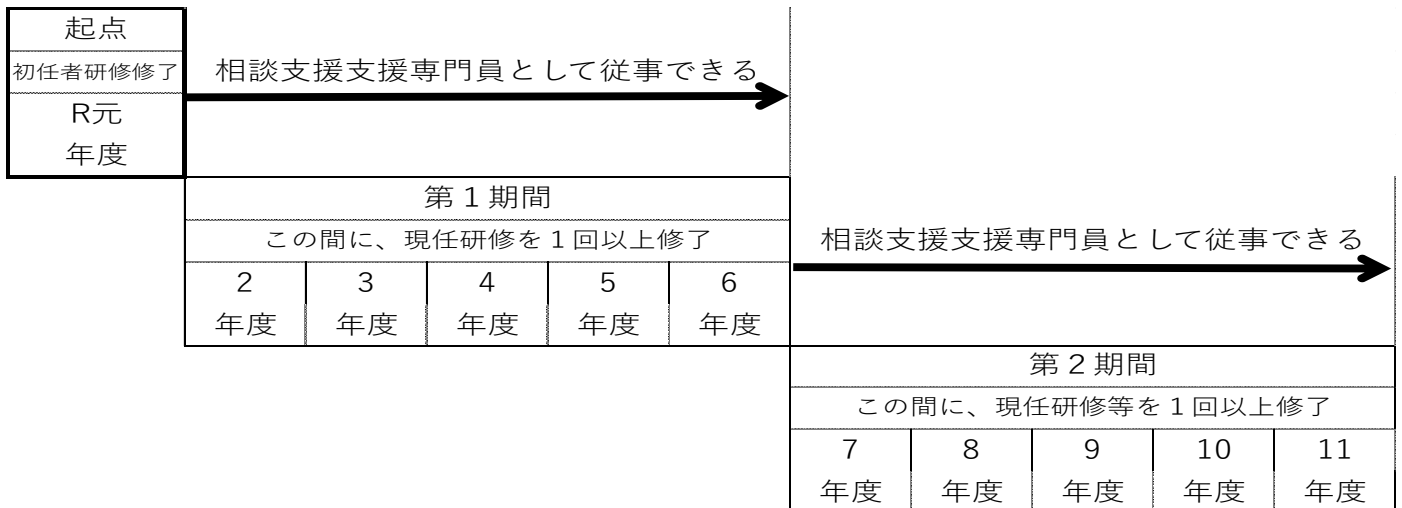 起点
初任者研修修了
R元
年度
相談支援支援専門員として従事できる
第1期間
この間に、現任研修を1回以上修了
2 3 4 5 6
年度 年度 年度 年度 年度
相談支援支援専門員として従事できる
第2期間
この間に、現任研修等を1回以上修了
7 8 9 10 11
年度 年度 年度 年度 年度